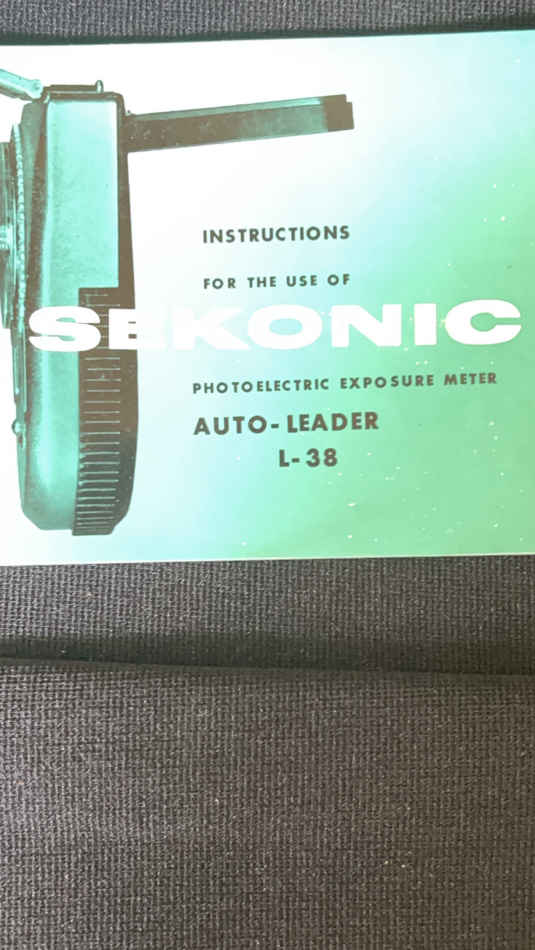 INSTRUCTIONS
FOR THE USE OF
SEKONIC
PHOTOELECTRIC EXPOSURE METER
AUTO-LEADER
L-38